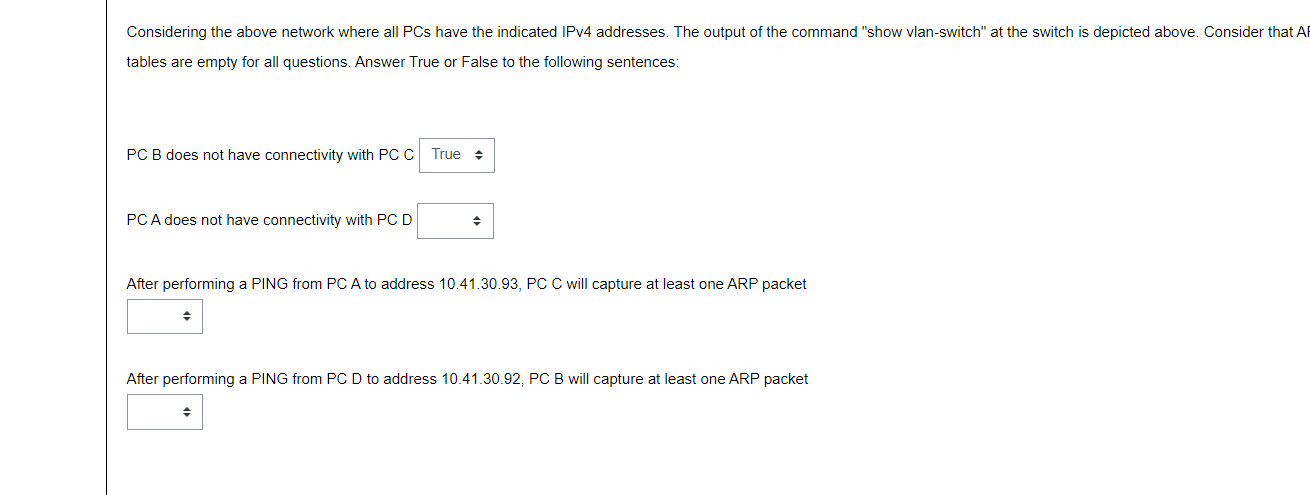 Considering the above network where all PCs have the indicated IPv4 addresses. The output of the command "show vlan-switch" at the switch is depicted above. Consider that
tables are empty for all questions. Answer True or False to the following sentences:
PC B does not have connectivity with PC C True
PC A does not have connectivity with PC D
After performing a PING from PC A to address 10.41.30.93, PC C will capture at least one ARP packet
After performing a PING from PC D to address 10.41.30.92, PC B will capture at least one ARP packet